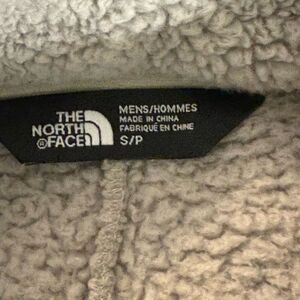 THE
NORTH
®FACE
MENS/HOMMES
MADE IN CHINA
FABRIQUÉ EN CHINE
S/P